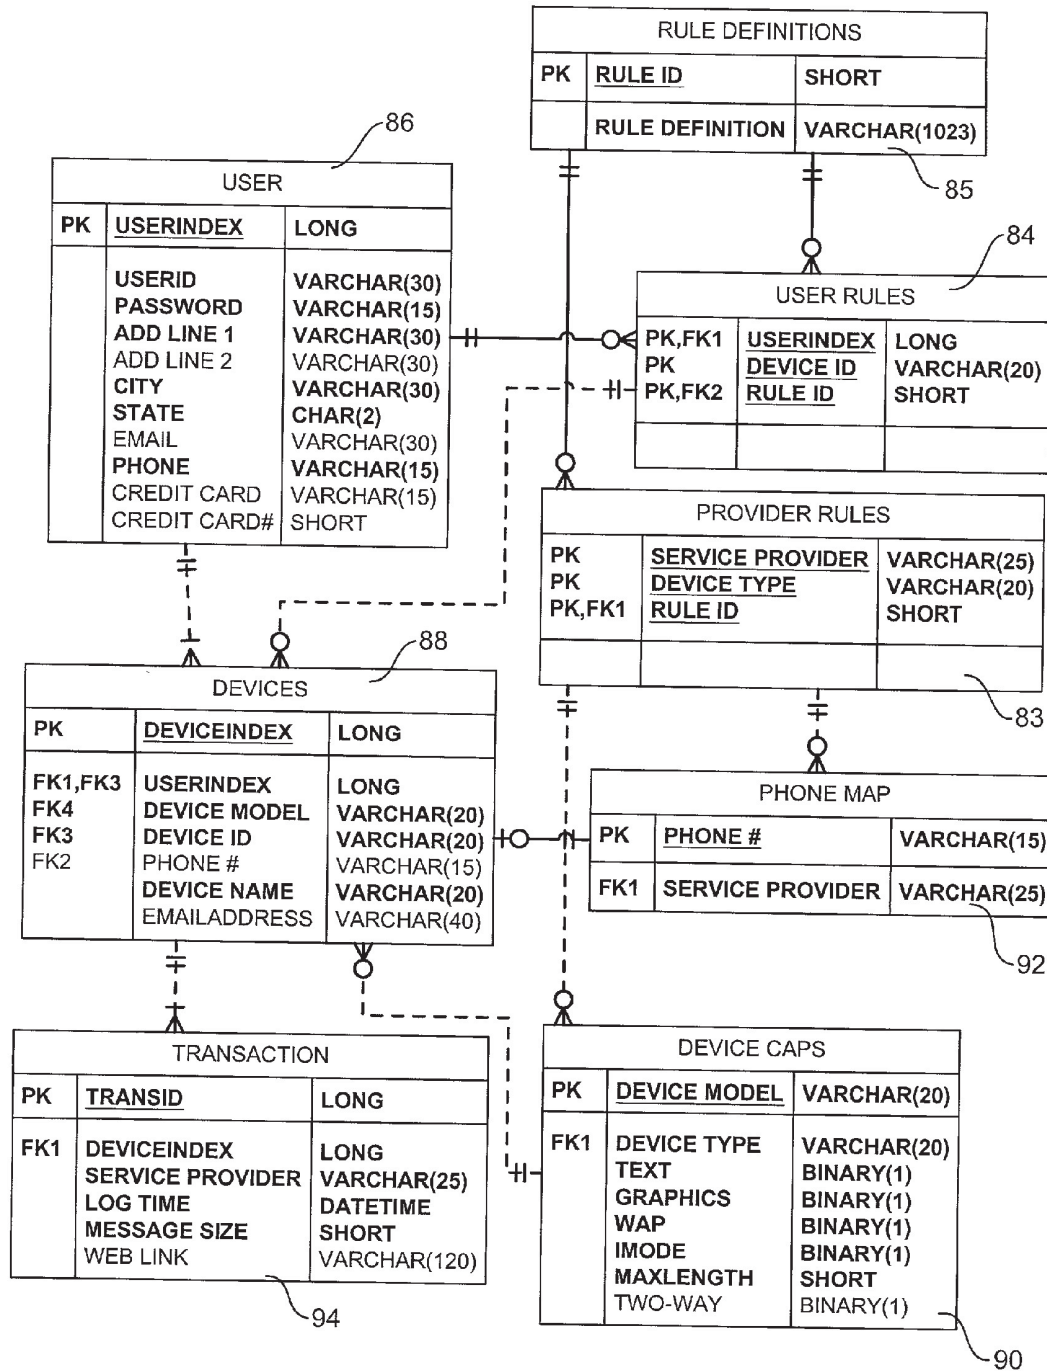 RULE DEFINITIONS
PK RULE ID SHORT
RULE DEFINITION VARCHAR(1023)
85
86
USER
PK USERINDEX LONG
USERID VARCHAR(30)
PASSWORD VARCHAR(15)
ADD LINE 1 VARCHAR(30)
ADD LINE 2 VARCHAR(30)
CITY VARCHAR(30)
STATE CHAR(2)
EMAIL VARCHAR(30)
PHONE VARCHAR(15)
CREDIT CARD VARCHAR(15)
CREDIT CARD# SHORT
84
USER RULES
PK,FK1 USERINDEX LONG
PK DEVICE ID VARCHAR(20)
PK,FK2 RULE ID SHORT
PROVIDER RULES
PK SERVICE PROVIDER VARCHAR(25)
PK DEVICE TYPE VARCHAR(20)
PK,FK1 RULE ID SHORT
83
88
DEVICES
PK DEVICEINDEX LONG
FK1,FK3 USERINDEX LONG
FK4 DEVICE MODEL VARCHAR(20)
FK3 DEVICE ID VARCHAR(20)
FK2 PHONE # VARCHAR(15)
DEVICE NAME VARCHAR(20)
EMAILADDRESS VARCHAR(40)
PHONE MAP
PK PHONE # VARCHAR(15)
FK1 SERVICE PROVIDER VARCHAR(25)
92
TRANSACTION
PK TRANSID LONG
FK1 DEVICEINDEX LONG
SERVICE PROVIDER VARCHAR(25)
LOG TIME DATETIME
MESSAGE SIZE SHORT
WEB LINK VARCHAR(120)
94
DEVICE CAPS
PK DEVICE MODEL VARCHAR(20)
FK1 DEVICE TYPE VARCHAR(20)
TEXT BINARY(1)
GRAPHICS BINARY(1)
WAP BINARY(1)
IMODE BINARY(1)
MAXLENGTH SHORT
TWO-WAY BINARY(1)
90